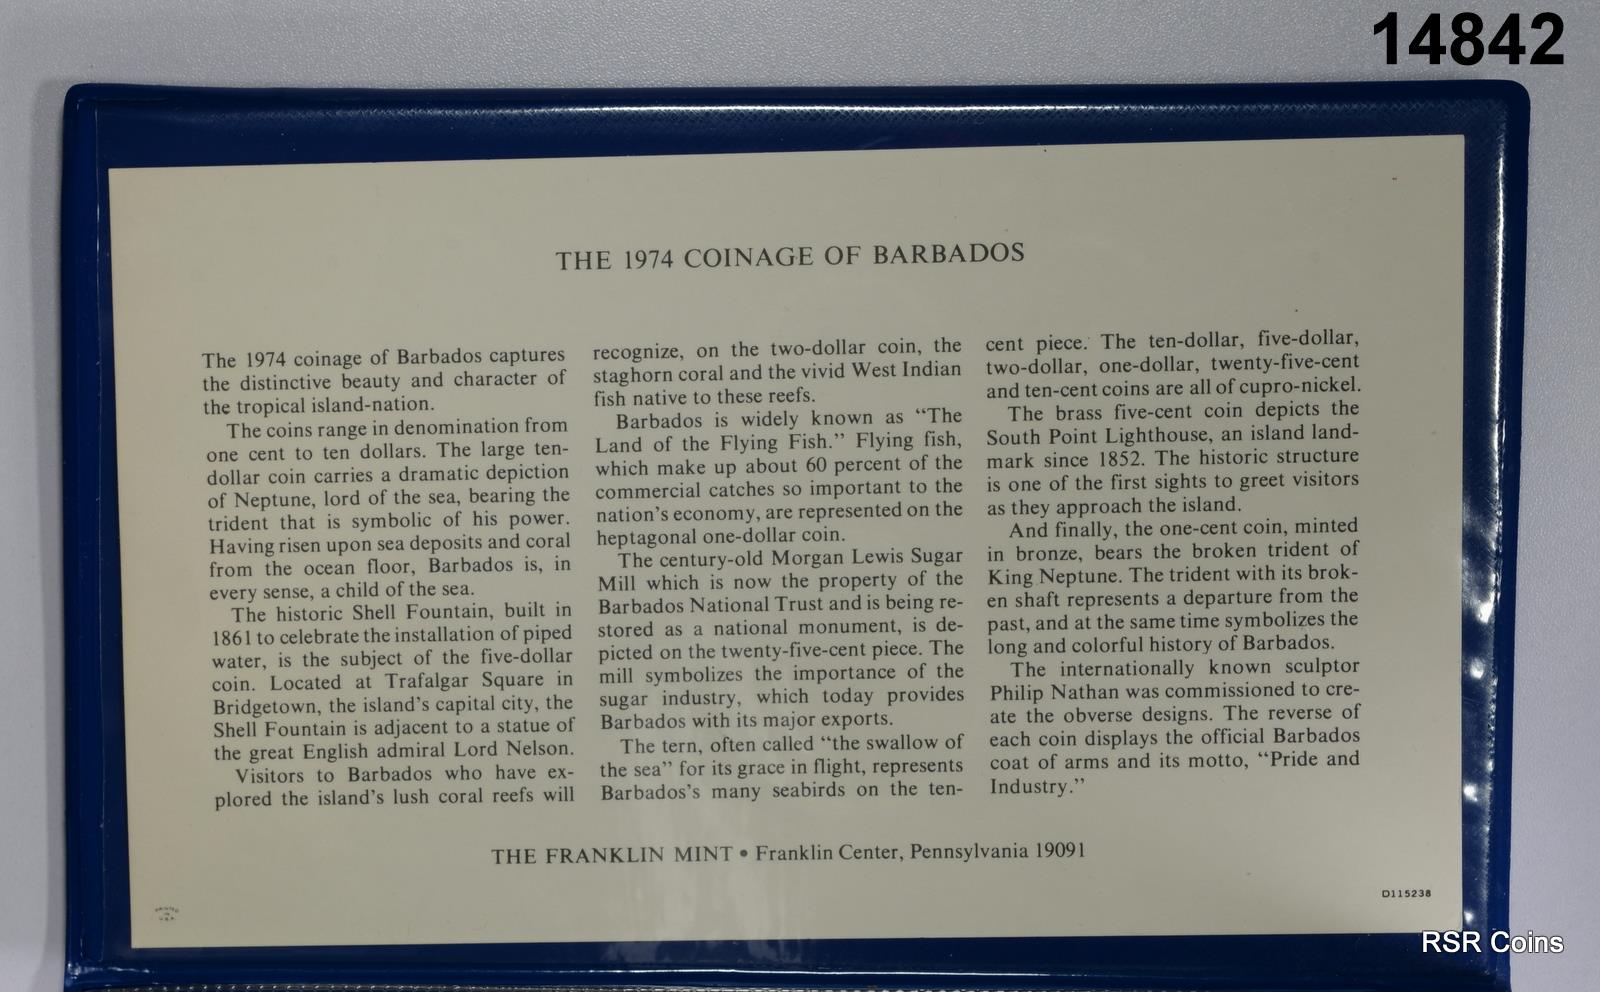 14842
THE 1974 COINAGE OF BARBADOS
The 1974 coinage of Barbados captures
the distinctive beauty and character of
the tropical island-nation.
The coins range in denomination from
one cent to ten dollars. The large ten-
dollar coin carries a dramatic depiction
of Neptune, lord of the sea, bearing the
trident that is symbolic of his power.
Having risen upon sea deposits and coral
from the ocean floor, Barbados is, in
every sense, a child of the sea.
The historic Shell Fountain, built in
1861 to celebrate the installation of piped
water, is the subject of the five-dollar
coin. Located at Trafalgar Square in
Bridgetown, the island's capital city, the
Shell Fountain is adjacent to a statue of
the great English admiral Lord Nelson.
Visitors to Barbados who have ex-
plored the island's lush coral reefs will
recognize, on the two-dollar coin, the
staghorn coral and the vivid West Indian
fish native to these reefs.
Barbados is widely known as “The
Land of the Flying Fish.” Flying fish,
which make up about 60 percent of the
commercial catches so important to the
nation's economy, are represented on the
heptagonal one-dollar coin.
The century-old Morgan Lewis Sugar
Mill which is now the property of the
Barbados National Trust and is being re-
stored as a national monument, is de-
picted on the twenty-five-cent piece. The
mill symbolizes the importance of the
sugar industry, which today provides
Barbados with its major exports.
The tern, often called “the swallow of
the sea” for its grace in flight, represents
Barbados's many seabirds on the ten-
cent piece. The ten-dollar, five-dollar,
two-dollar, one-dollar, twenty-five-cent
and ten-cent coins are all of cupro-nickel.
The brass five-cent coin depicts the
South Point Lighthouse, an island land-
mark since 1852. The historic structure
is one of the first sights to greet visitors
as they approach the island.
And finally, the one-cent coin, minted
in bronze, bears the broken trident of
King Neptune. The trident with its brok-
en shaft represents a departure from the
past, and at the same time symbolizes the
long and colorful history of Barbados.
The internationally known sculptor
Philip Nathan was commissioned to cre-
ate the obverse designs. The reverse of
each coin displays the official Barbados
coat of arms and its motto, “Pride and
Industry.”
THE FRANKLIN MINT • Franklin Center, Pennsylvania 19091
D115238
PRINTED
IN
U.S.A.
RSR Coins